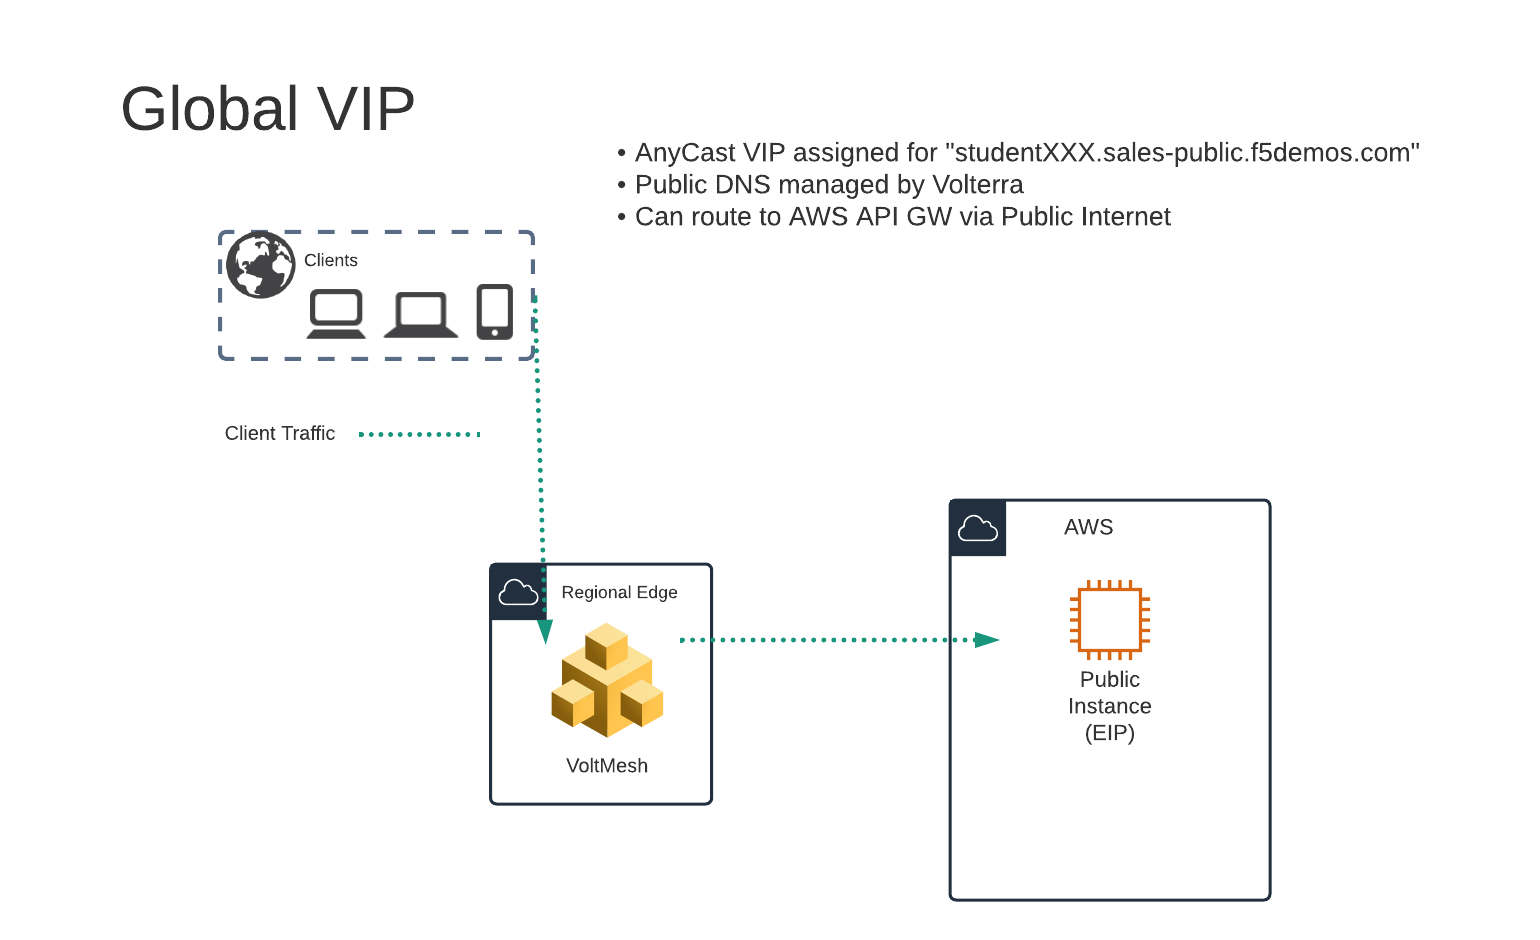 Global VIP
• AnyCast VIP assigned for "studentXXX.sales-public.f5demos.com"
• Public DNS managed by Volterra
• Can route to AWS API GW via Public Internet
Clients
Client Traffic
Regional Edge
VoltMesh
AWS
Public
Instance
(EIP)